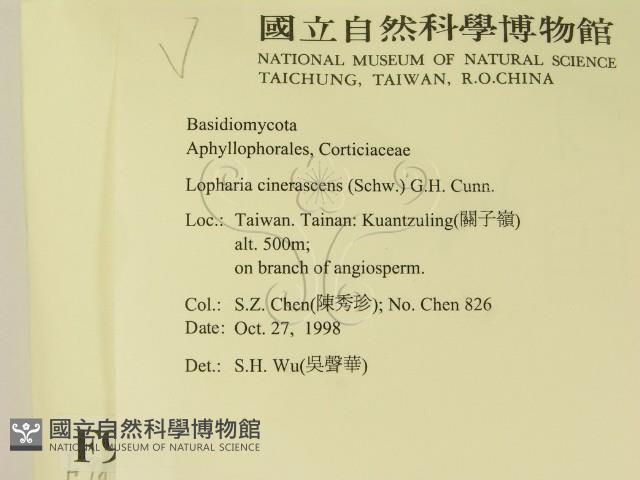 國立自然科學博物館
NATIONAL MUSEUM OF NATURAL SCIENCE
TAICHUNG, TAIWAN, R.O.CHINA
Basidiomycota
Aphyllophorales, Corticiaceae
Lopharia cinerascens (Schw.) G.H. Cunn.
Loc.: Taiwan. Tainan: Kuantzuling(關子嶺)
alt. 500m;
on branch of angiosperm.
Col.: S.Z. Chen(陳秀珍); No. Chen 826
Date: Oct. 27, 1998
Det.: S.H. Wu(吳聲華)
國立自然科學博物館
NATIONAL MUSEUM OF NATURAL SCIENCE